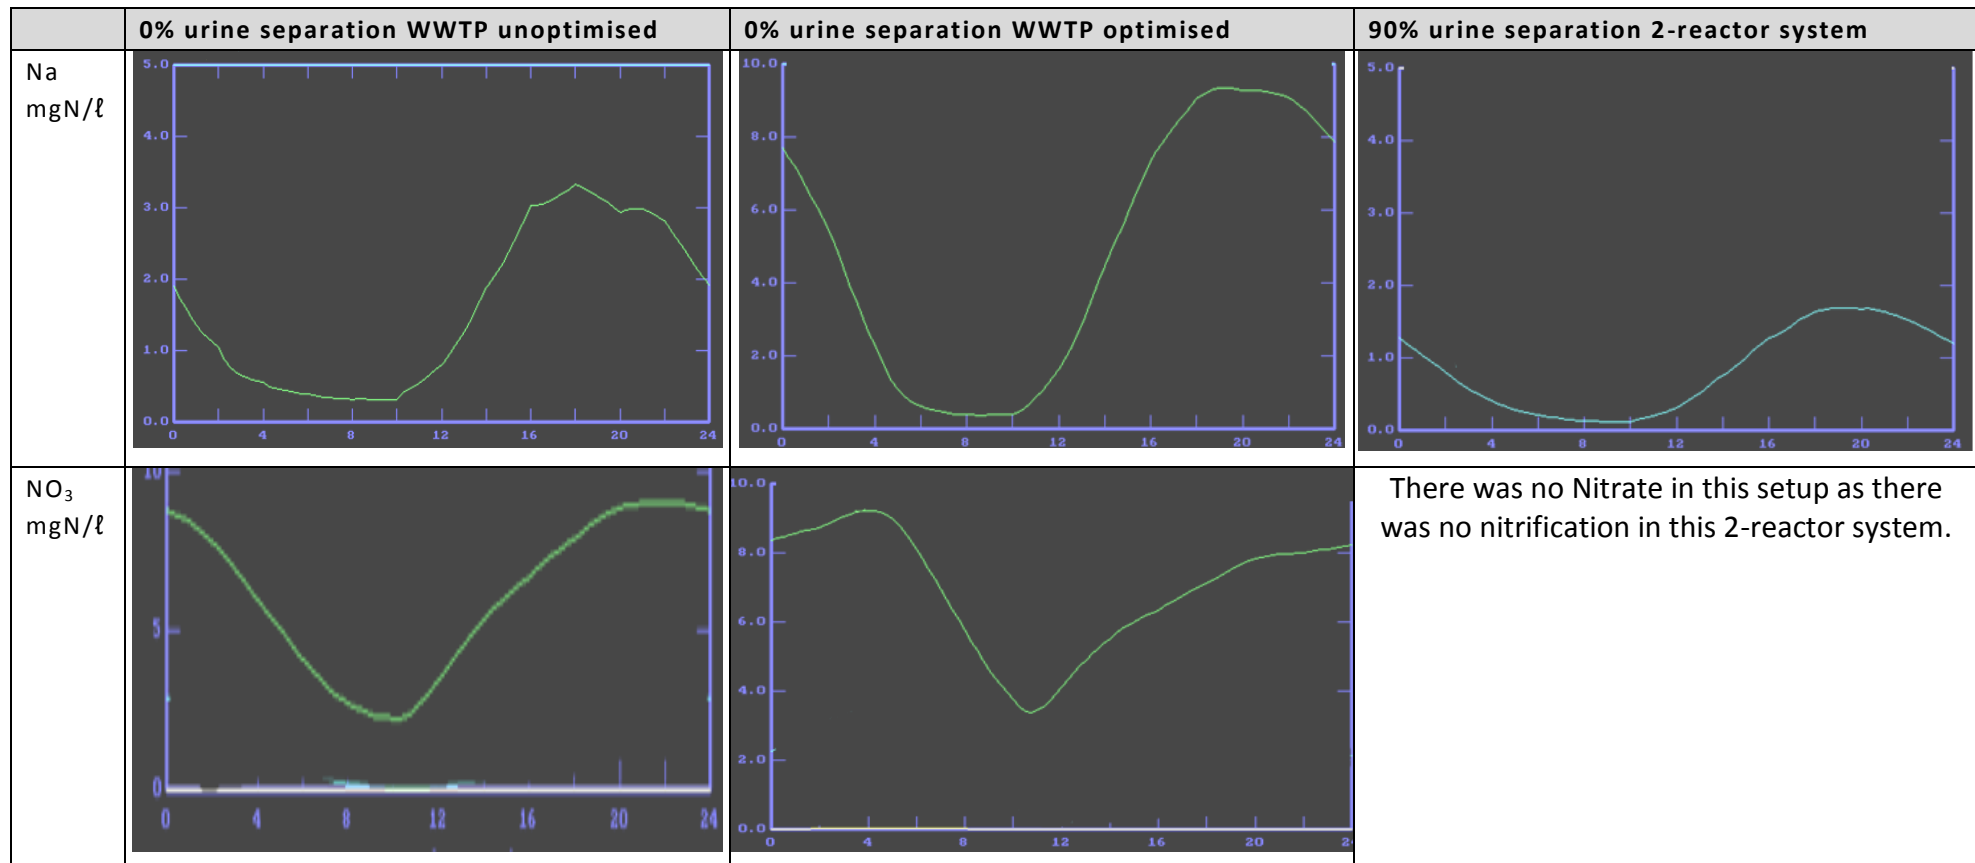 0% urine separation WWTP unoptimised
0% urine separation WWTP optimised
90% urine separation 2-reactor system
Na
mgN/ℓ
5.0
4.0
3.0
2.0
1.0
0.0
0 4 8 12 16 20 24
10.0
8.0
6.0
4.0
2.0
0.0
0 4 8 12 16 20 24
5.0
4.0
3.0
2.0
1.0
0.0
0 4 8 12 16 20 24
NO₃
mgN/ℓ
10
5
0
0 4 8 12 16 20 24
10.0
8.0
6.0
4.0
2.0
0.0
0 4 8 12 16 20 2
There was no Nitrate in this setup as there
was no nitrification in this 2-reactor system.